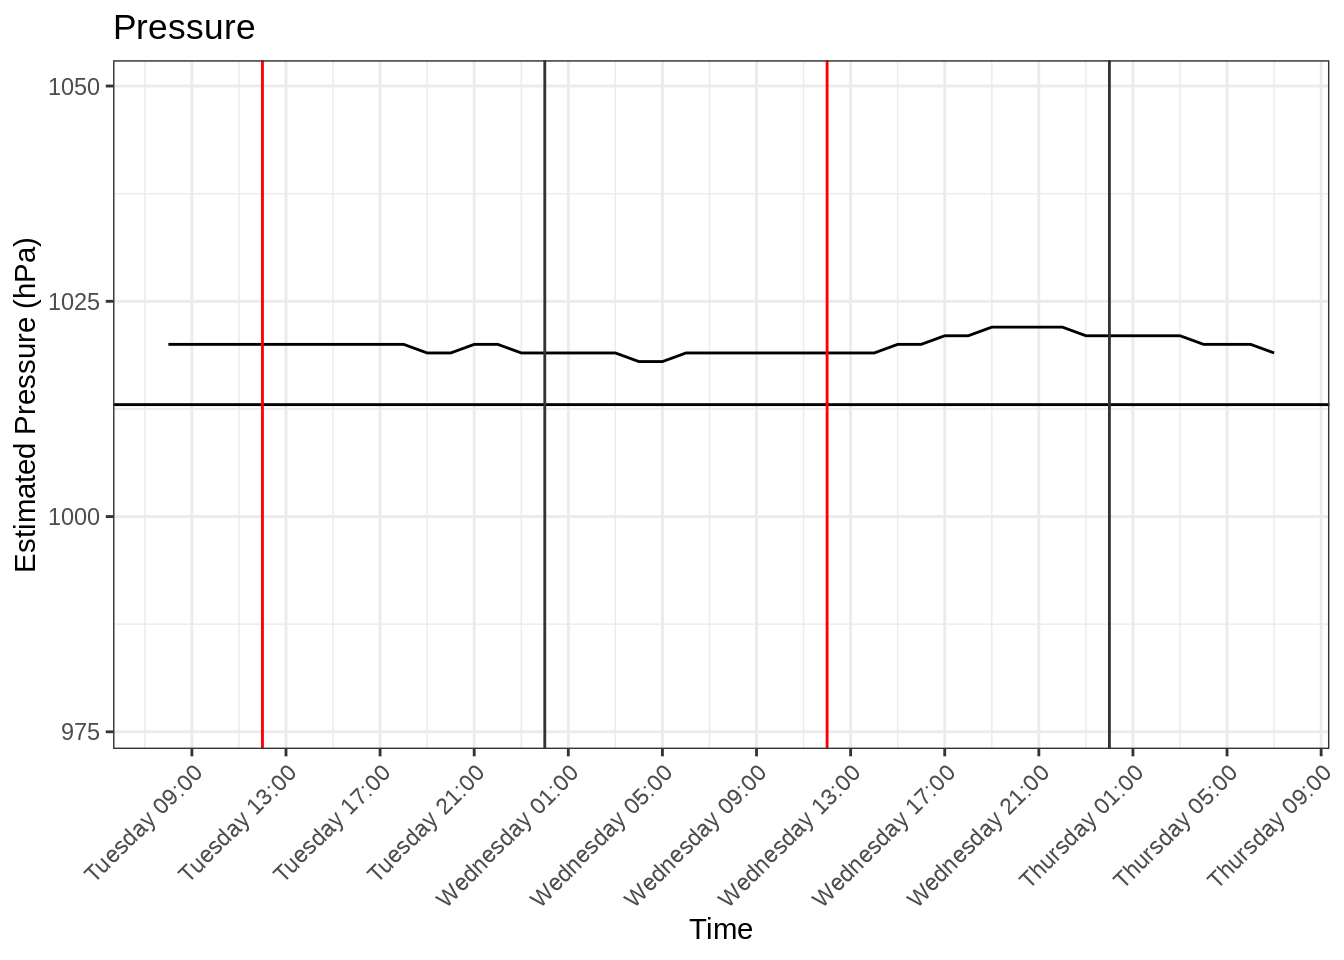 Pressure
Estimated Pressure (hPa)
1050
1025
1000
975
Tuesday 09:00
Tuesday 13:00
Tuesday 17:00
Tuesday 21:00
Wednesday 01:00
Wednesday 05:00
Wednesday 09:00
Wednesday 13:00
Wednesday 17:00
Wednesday 21:00
Thursday 01:00
Thursday 05:00
Thursday 09:00
Time